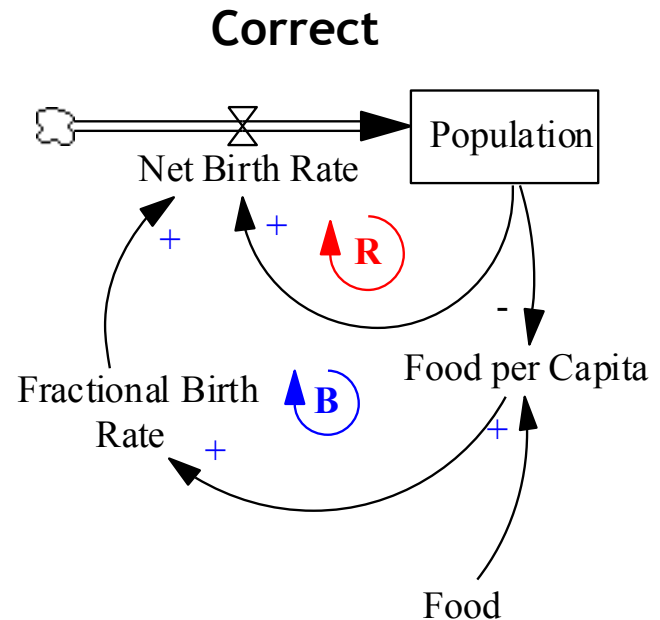 Correct
Population
Net Birth Rate
+
+
R
-
Food per Capita
Fractional Birth
Rate
B
+
+
Food